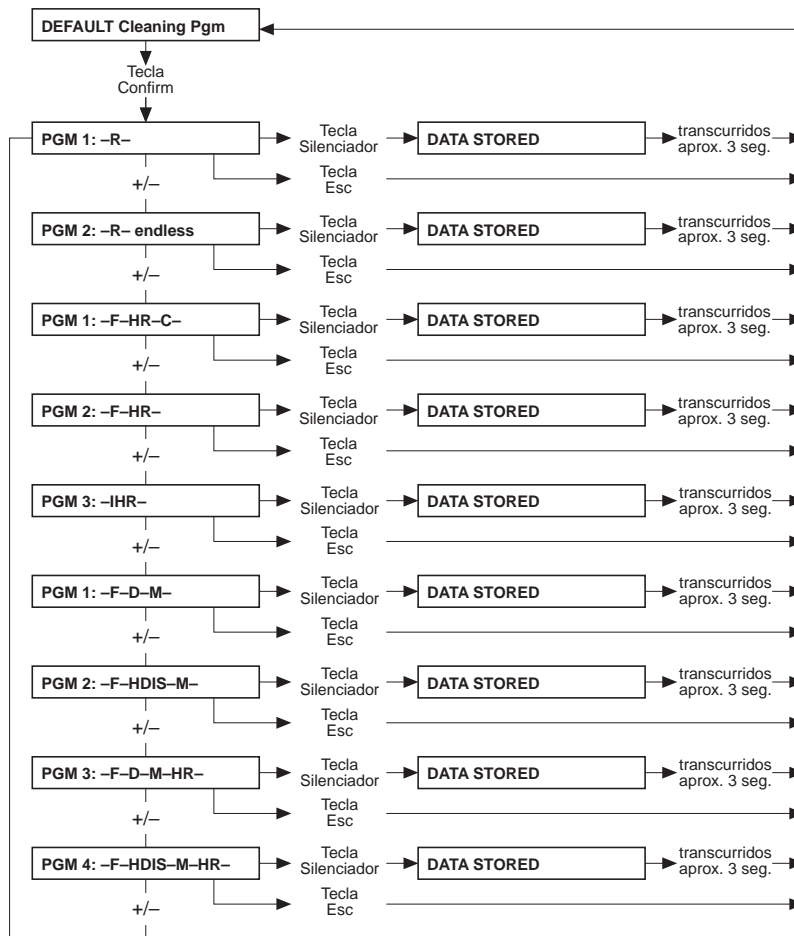 DEFAULT Cleaning Pgm
Tecla
Confirm
PGM 1: –R–
Tecla
Silenciador
DATA STORED
transcurridos
aprox. 3 seg.
Tecla
Esc
+/–
PGM 2: –R– endless
Tecla
Silenciador
DATA STORED
transcurridos
aprox. 3 seg.
Tecla
Esc
+/–
PGM 1: –F–HR–C–
Tecla
Silenciador
DATA STORED
transcurridos
aprox. 3 seg.
Tecla
Esc
+/–
PGM 2: –F–HR–
Tecla
Silenciador
DATA STORED
transcurridos
aprox. 3 seg.
Tecla
Esc
+/–
PGM 3: –IHR–
Tecla
Silenciador
DATA STORED
transcurridos
aprox. 3 seg.
Tecla
Esc
+/–
PGM 1: –F–D–M–
Tecla
Silenciador
DATA STORED
transcurridos
aprox. 3 seg.
Tecla
Esc
+/–
PGM 2: –F–HDIS–M–
Tecla
Silenciador
DATA STORED
transcurridos
aprox. 3 seg.
Tecla
Esc
+/–
PGM 3: –F–D–M–HR–
Tecla
Silenciador
DATA STORED
transcurridos
aprox. 3 seg.
Tecla
Esc
+/–
PGM 4: –F–HDIS–M–HR–
Tecla
Silenciador
DATA STORED
transcurridos
aprox. 3 seg.
Tecla
Esc
+/–